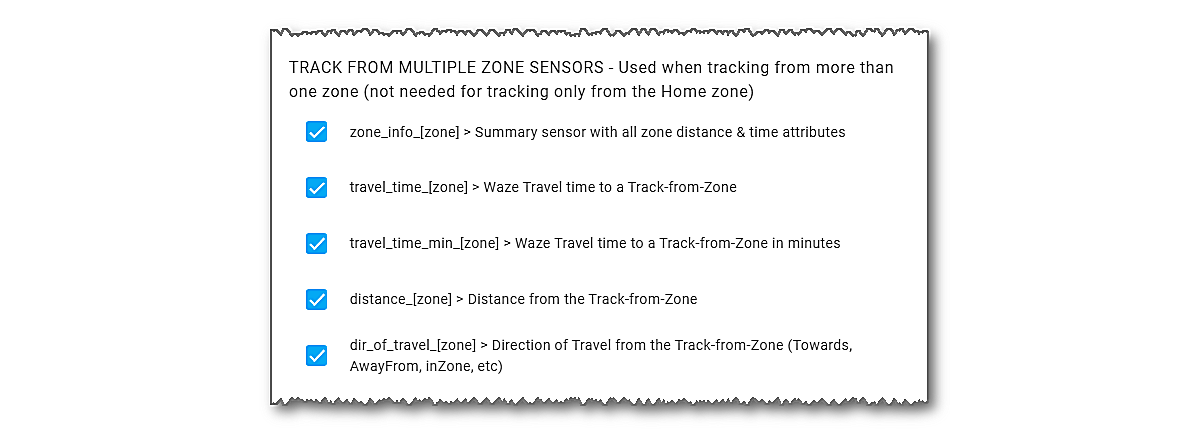 TRACK FROM MULTIPLE ZONE SENSORS - Used when tracking from more than
one zone (not needed for tracking only from the Home zone)
zone_info_[zone] > Summary sensor with all zone distance & time attributes
travel_time_[zone] > Waze Travel time to a Track-from-Zone
travel_time_min_[zone] > Waze Travel time to a Track-from-Zone in minutes
distance_[zone] > Distance from the Track-from-Zone
dir_of_travel_[zone] > Direction of Travel from the Track-from-Zone (Towards,
AwayFrom, inZone, etc)